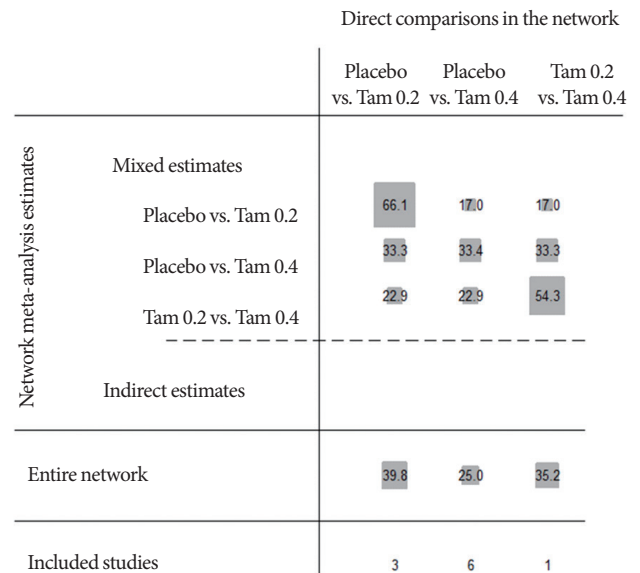 Direct comparisons in the network
Placebo vs. Tam 0.2 Placebo vs. Tam 0.4 Tam 0.2 vs. Tam 0.4
Network meta-analysis estimates
Mixed estimates
Placebo vs. Tam 0.2 66.1 17.0 17.0
Placebo vs. Tam 0.4 33.3 33.4 33.3
Tam 0.2 vs. Tam 0.4 22.9 22.9 54.3
Indirect estimates
Entire network 39.8 25.0 35.2
Included studies 3 6 1